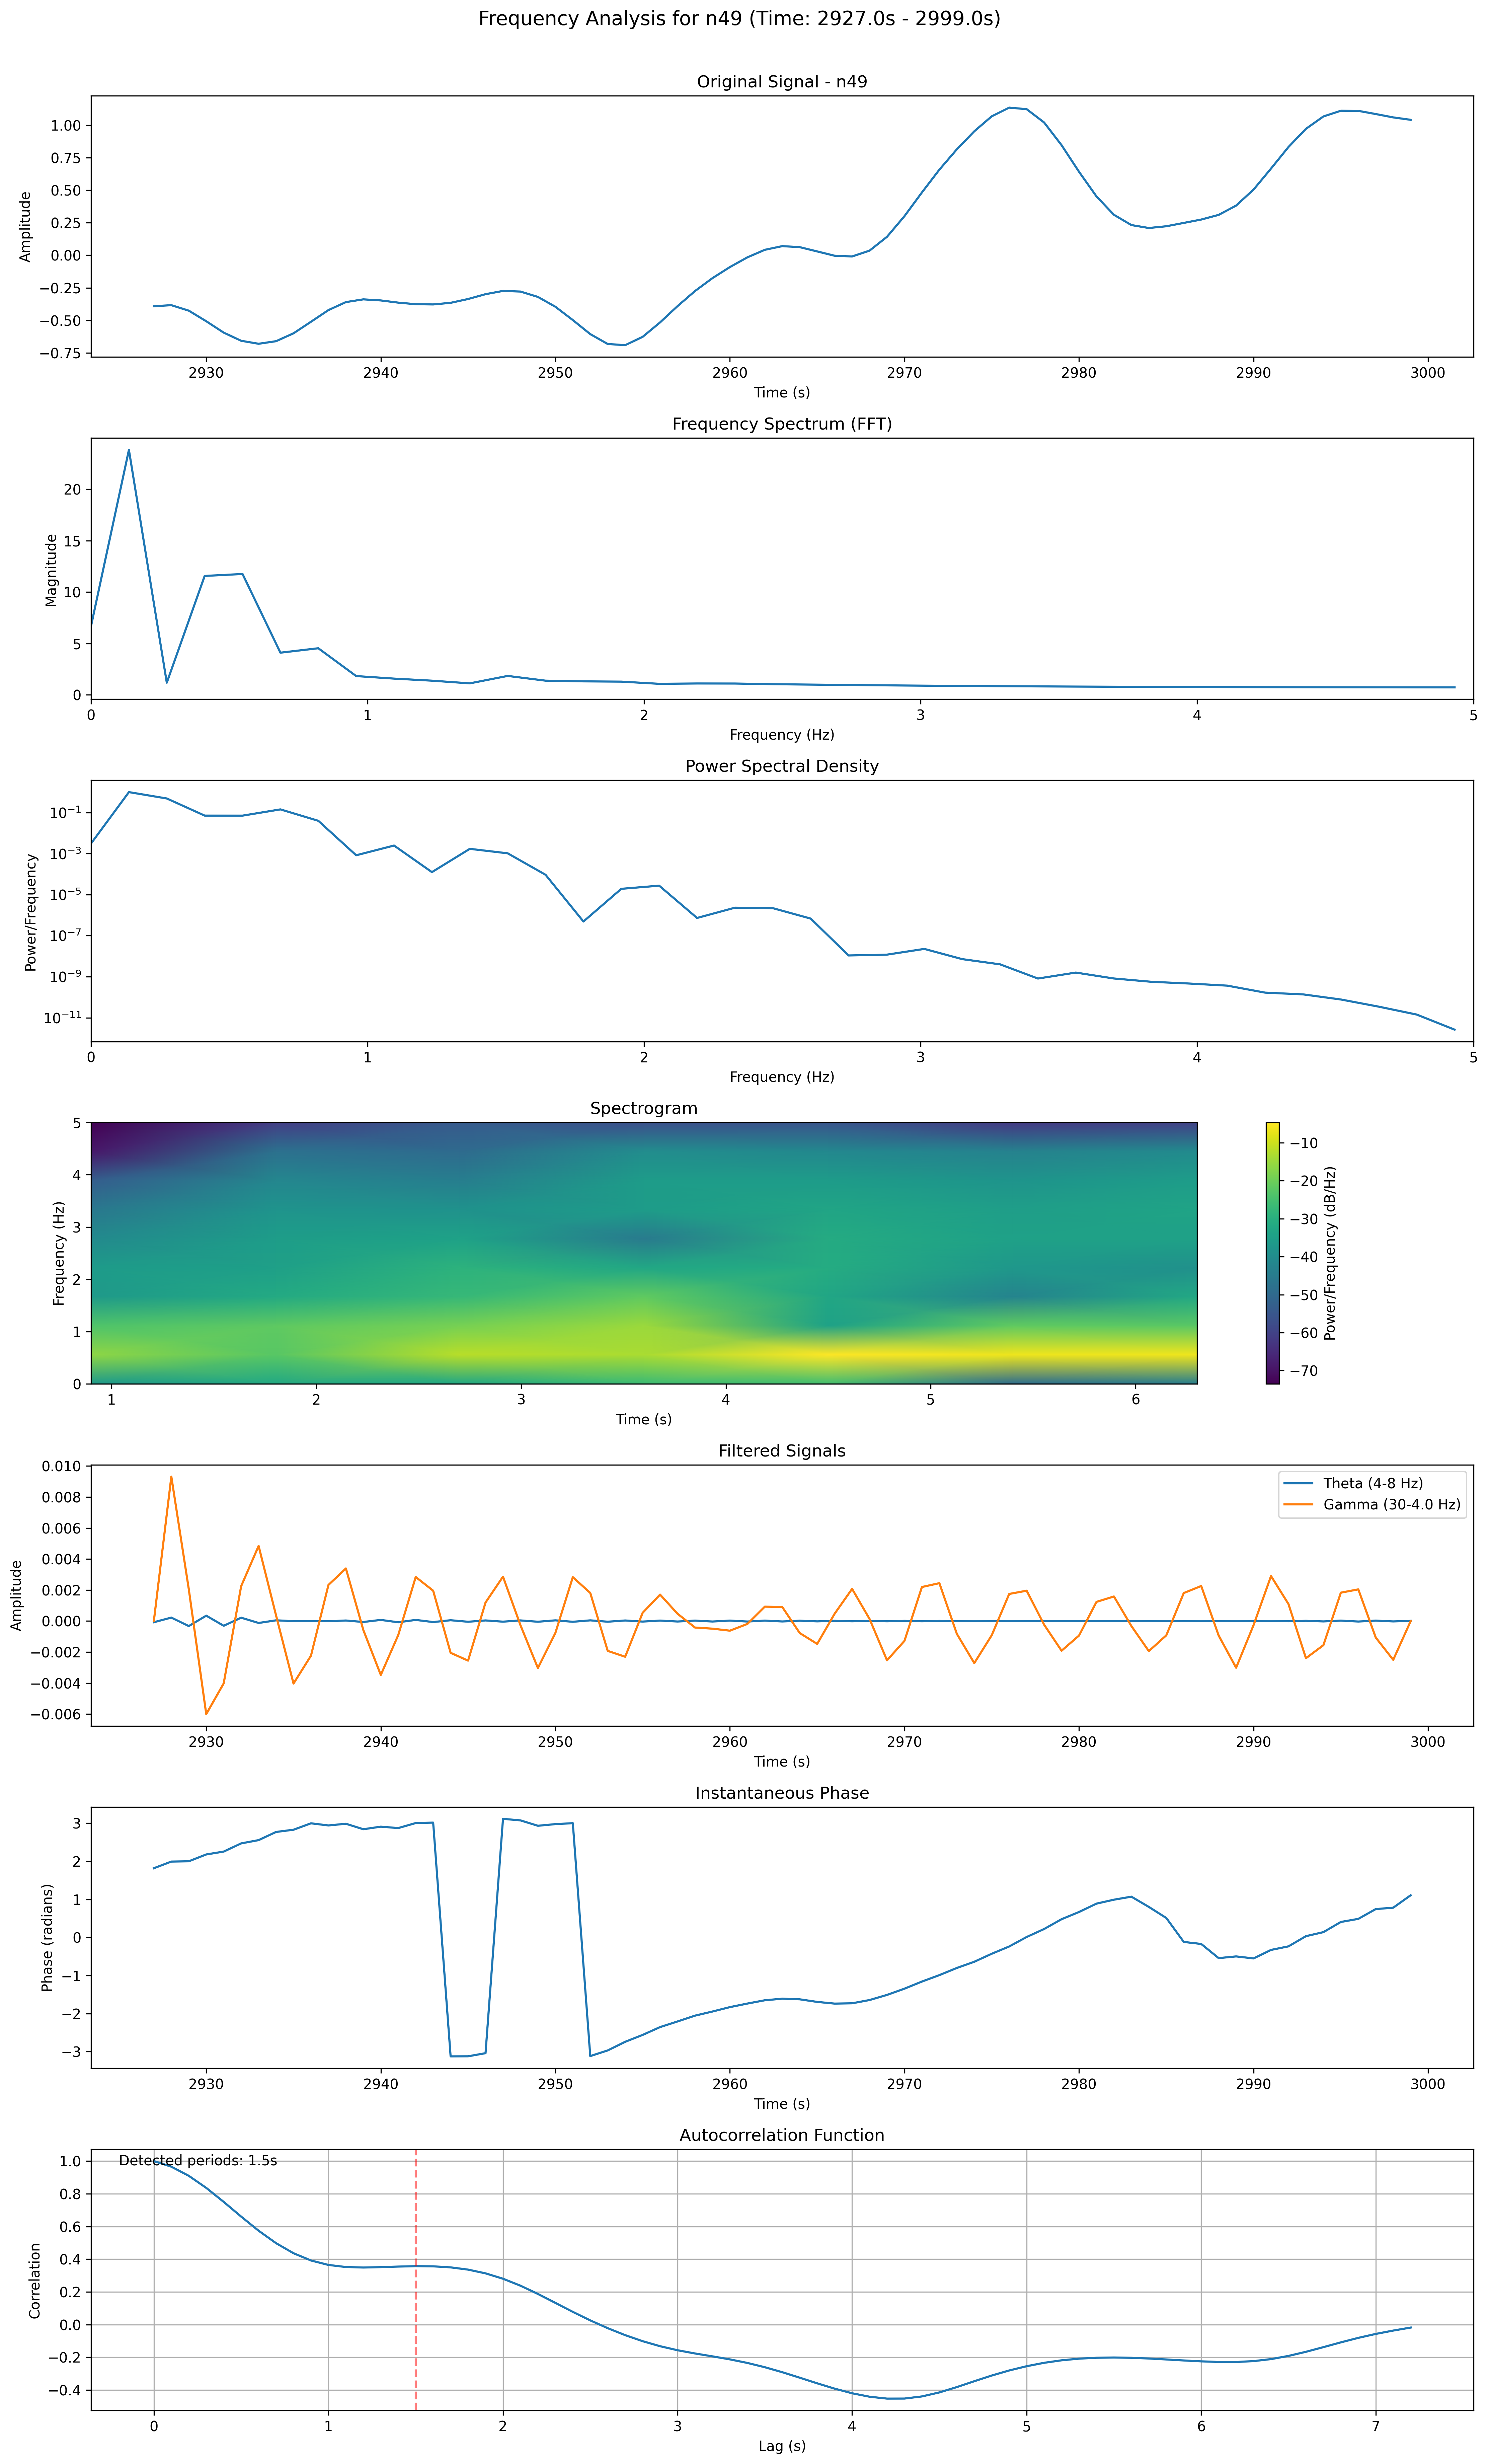 Frequency Analysis for n49 (Time: 2927.0s - 2999.0s)
Original Signal - n49
Amplitude
1.00
0.75
0.50
0.25
0.00
−0.25
−0.50
−0.75
2930 2940 2950 2960 2970 2980 2990 3000
Time (s)
Frequency Spectrum (FFT)
Magnitude
20
15
10
5
0
0 1 2 3 4 5
Frequency (Hz)
Power Spectral Density
Power/Frequency
10⁻¹
10⁻³
10⁻⁵
10⁻⁷
10⁻⁹
10⁻¹¹
0 1 2 3 4 5
Frequency (Hz)
Spectrogram
Frequency (Hz)
5
4
3
2
1
0
1 2 3 4 5 6
Time (s)
−10
−20
−30
−40
−50
−60
−70
Power/Frequency (dB/Hz)
Filtered Signals
Amplitude
0.010
0.008
0.006
0.004
0.002
0.000
−0.002
−0.004
−0.006
Theta (4-8 Hz)
Gamma (30-4.0 Hz)
2930 2940 2950 2960 2970 2980 2990 3000
Time (s)
Instantaneous Phase
Phase (radians)
3
2
1
0
−1
−2
−3
2930 2940 2950 2960 2970 2980 2990 3000
Time (s)
Autocorrelation Function
Detected periods: 1.5s
Correlation
1.0
0.8
0.6
0.4
0.2
0.0
−0.2
−0.4
0 1 2 3 4 5 6 7
Lag (s)